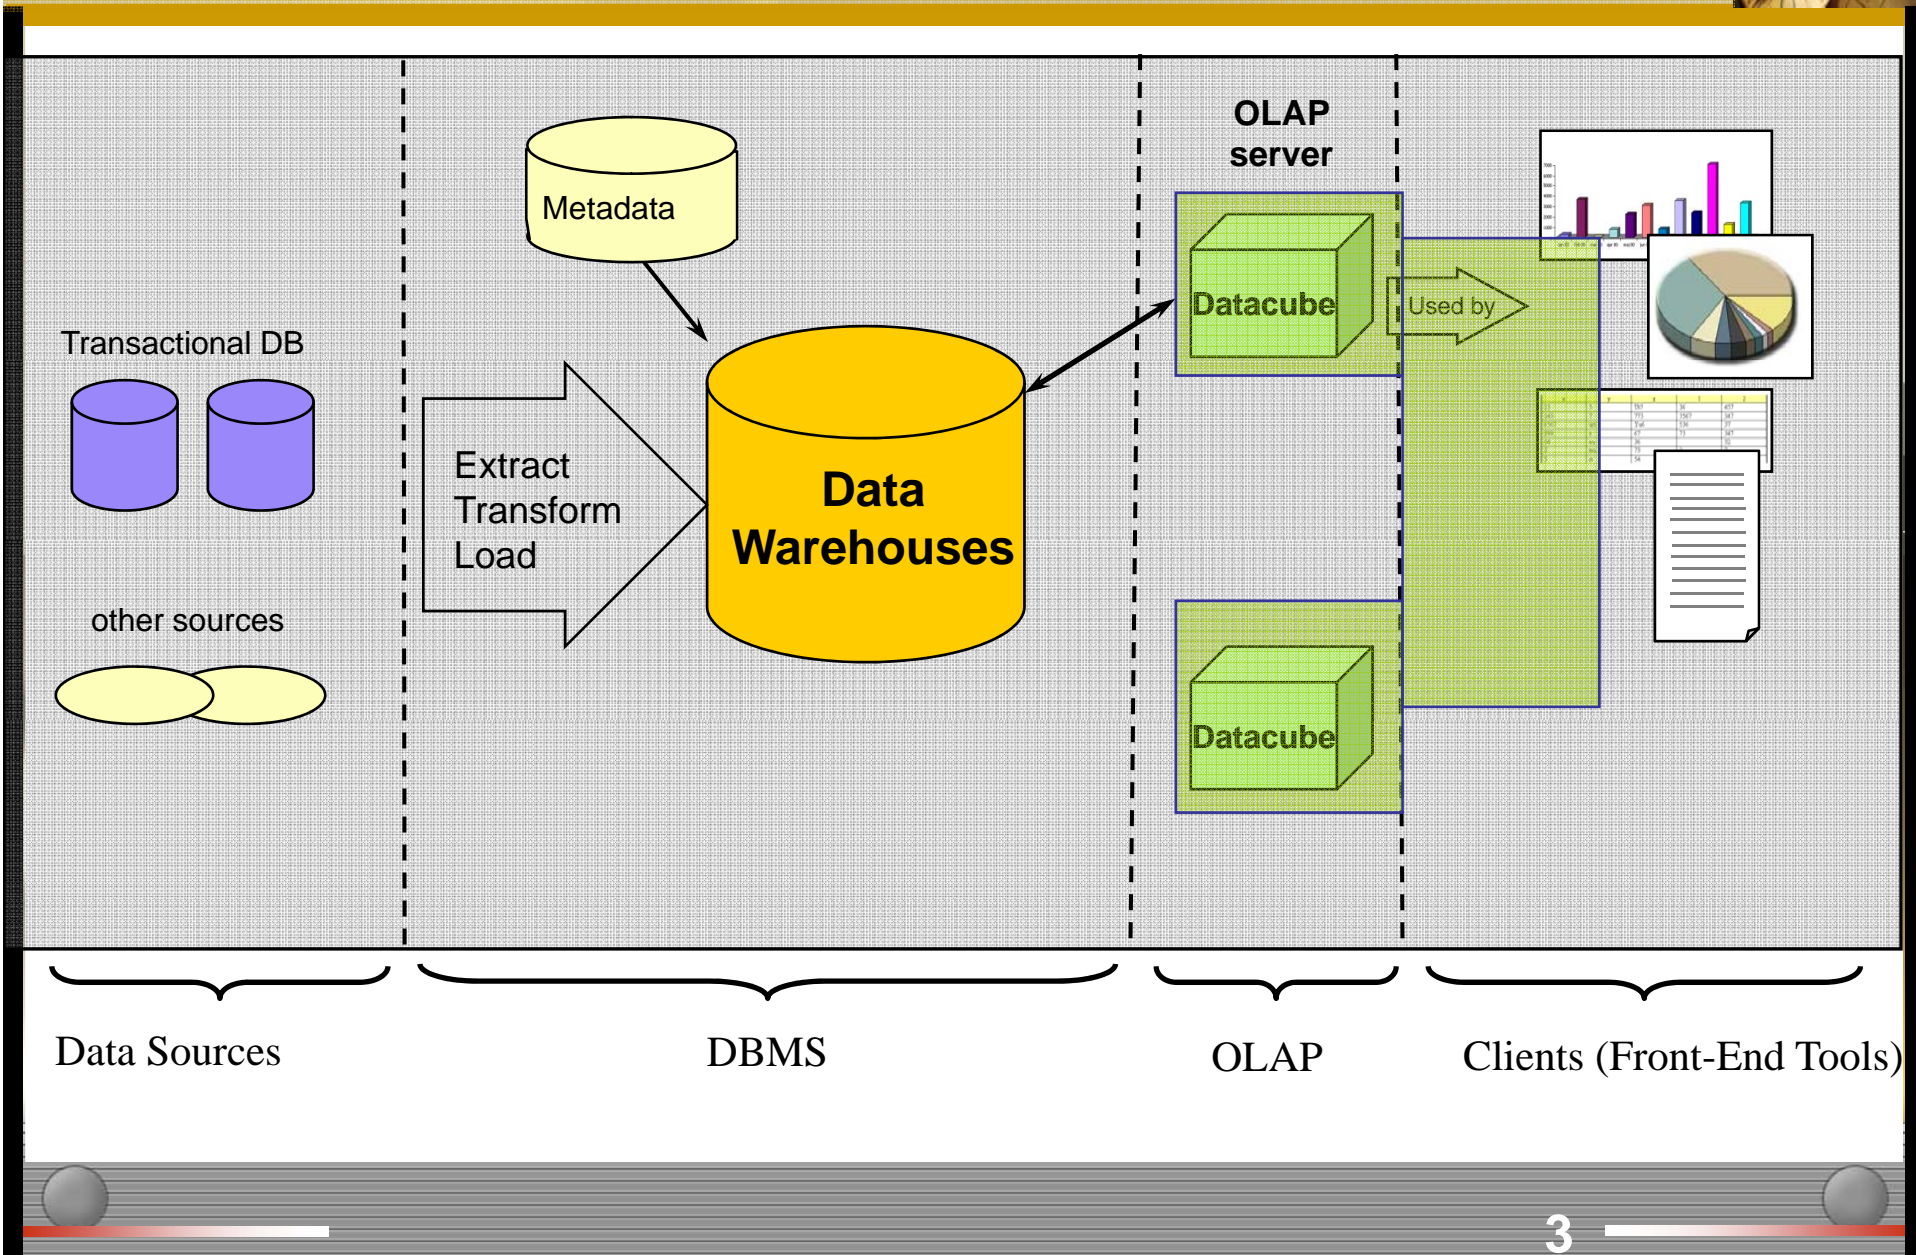 OLAP
server
Metadata
Datacube
Used by
Transactional DB
Extract
Transform
Load
Data
Warehouses
other sources
Datacube
Data Sources
DBMS
OLAP
Clients (Front-End Tools)
3